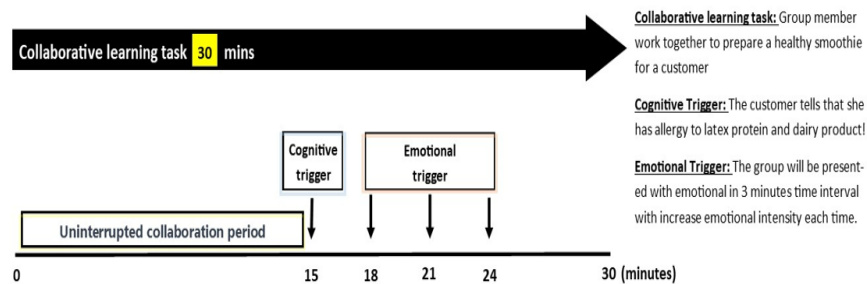 Collaborative learning task 30 mins
Collaborative learning task: Group member
work together to prepare a healthy smoothie
for a customer
Cognitive Trigger: The customer tells that she
has allergy to latex protein and dairy product!
Emotional Trigger: The group will be present-
ed with emotional in 3 minutes time interval
with increase emotional intensity each time.
Cognitive
trigger
Emotional
trigger
Uninterrupted collaboration period
0 15 18 21 24 30 (minutes)